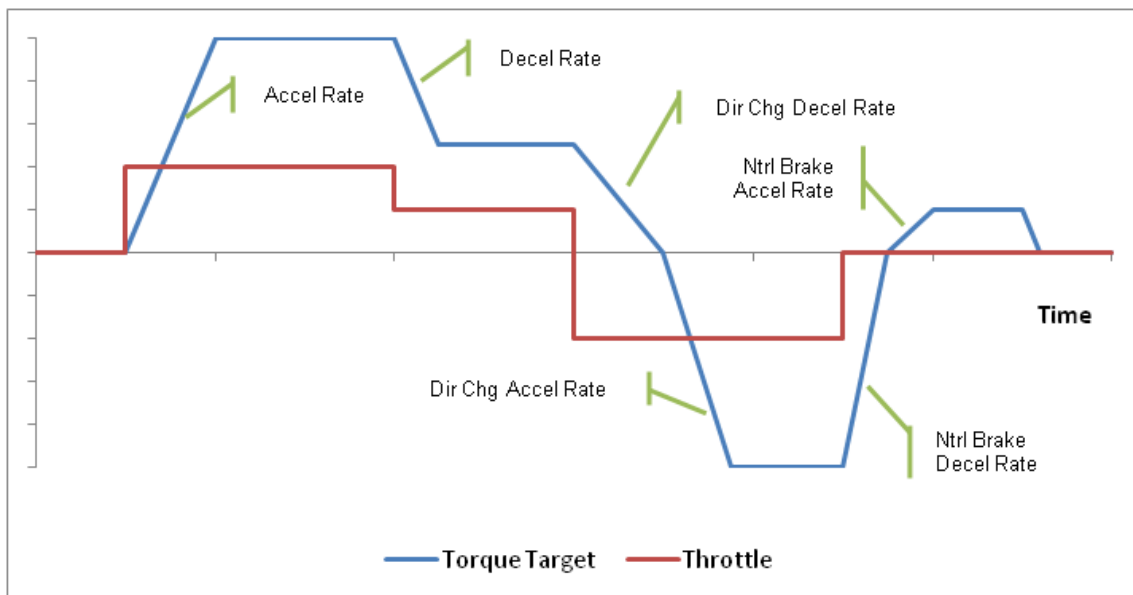 Accel Rate
Decel Rate
Dir Chg Decel Rate
Ntrl Brake
Accel Rate
Time
Dir Chg Accel Rate
Ntrl Brake
Decel Rate
Torque Target
Throttle